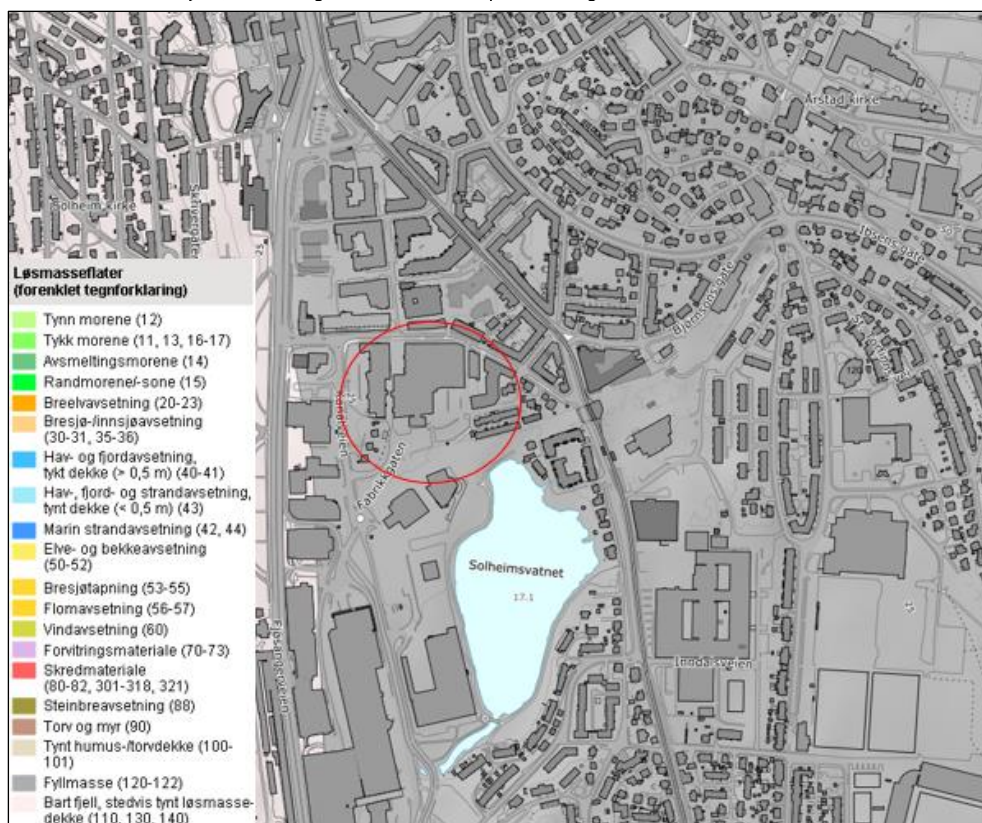 Årstad kirke
Solheim kirke
Ibsens gate
50
25
Bjørnsons gate
120
25
Fabrikkgaten
Solheimsvatnet
17.1
25
Inndalsveien
Fjøsangerveien
Løsmasseflater
(forenklet tegnforklaring)
Tynn morene (12)
Tykk morene (11, 13, 16-17)
Avsmeltingsmorene (14)
Randmorene/-sone (15)
Breelvavsetning (20-23)
Bresjø-/innsjøavsetning
(30-31, 35-36)
Hav- og fjordavsetning,
tykt dekke (> 0,5 m) (40-41)
Hav-, fjord- og strandavsetning,
tynt dekke (< 0,5 m) (43)
Marin strandavsetning (42, 44)
Elve- og bekkeavsetning
(50-52)
Bresjøtapning (53-55)
Flomavsetning (56-57)
Vindavsetning (60)
Forvitringsmateriale (70-73)
Skredmateriale
(80-82, 301-318, 321)
Steinbreavsetning (88)
Torv og myr (90)
Tynt humus-/torvdekke (100-
101)
Fyllmasse (120-122)
Bart fjell, stedvis tynt løsmasse-
dekke (110, 130, 140)